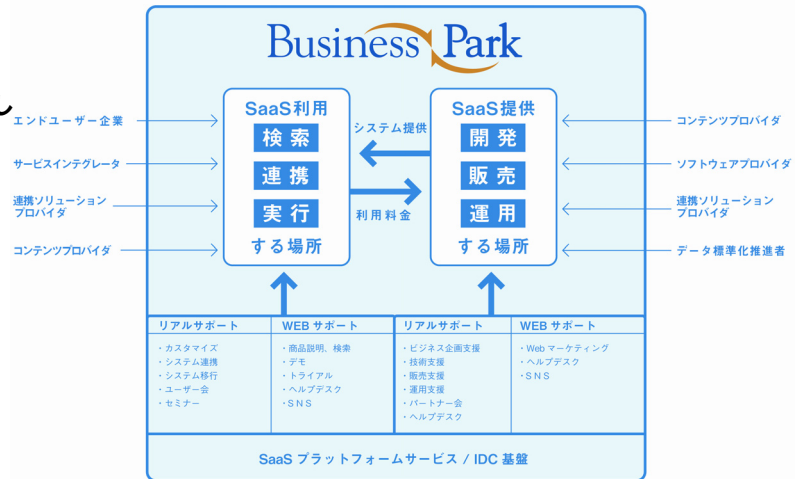 Business Park
エンドユーザー企業
サービスインテグレータ
連携ソリューション
プロバイダ
コンテンツプロバイダ
SaaS利用
検索
連携
実行
する場所
システム提供
利用料金
SaaS提供
開発
販売
運用
する場所
コンテンツプロバイダ
ソフトウェアプロバイダ
連携ソリューション
プロバイダ
データ標準化推進者
リアルサポート
・カスタマイズ
・システム連携
・システム移行
・ユーザー会
・セミナー
WEB サポート
・商品説明、検索
・デモ
・トライアル
・ヘルプデスク
・SNS
リアルサポート
・ビジネス企画支援
・技術支援
・販売支援
・運用支援
・パートナー会
・ヘルプデスク
WEB サポート
・Web マーケティング
・ヘルプデスク
・SNS
SaaS プラットフォームサービス / IDC 基盤